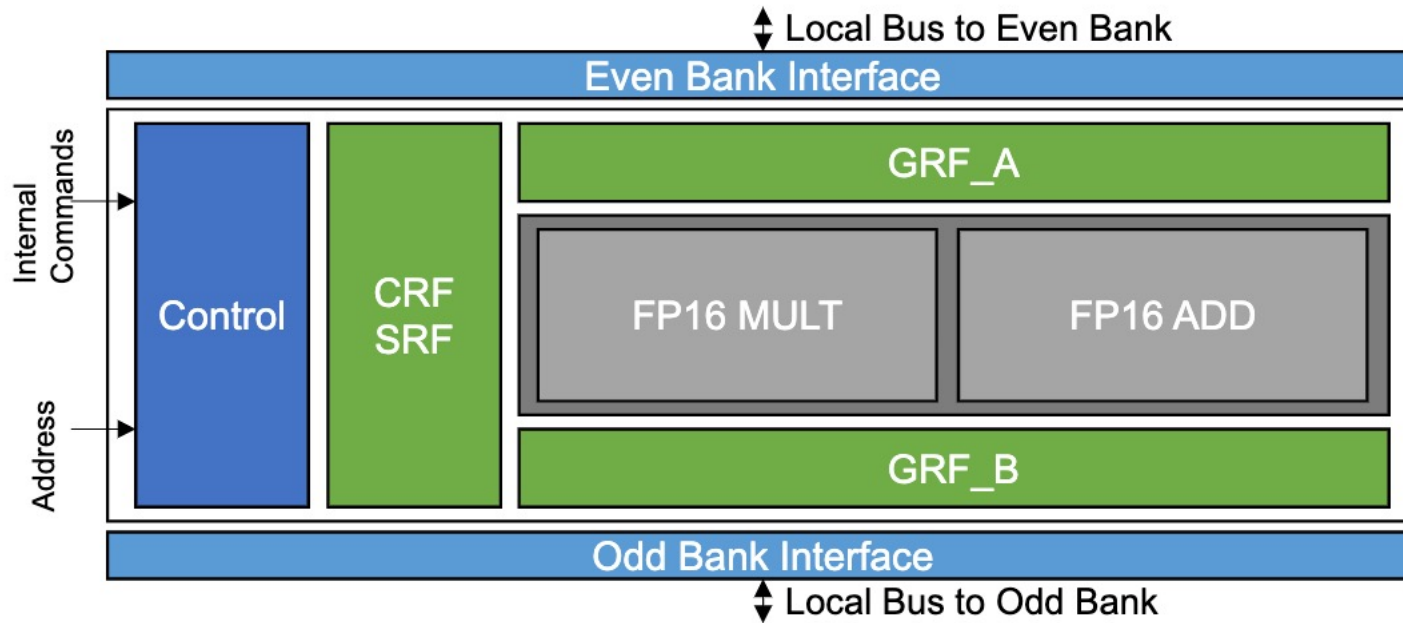 Local Bus to Even Bank
Even Bank Interface
Internal
Commands
Address
Control
CRF
SRF
GRF_A
FP16 MULT
FP16 ADD
GRF_B
Odd Bank Interface
Local Bus to Odd Bank